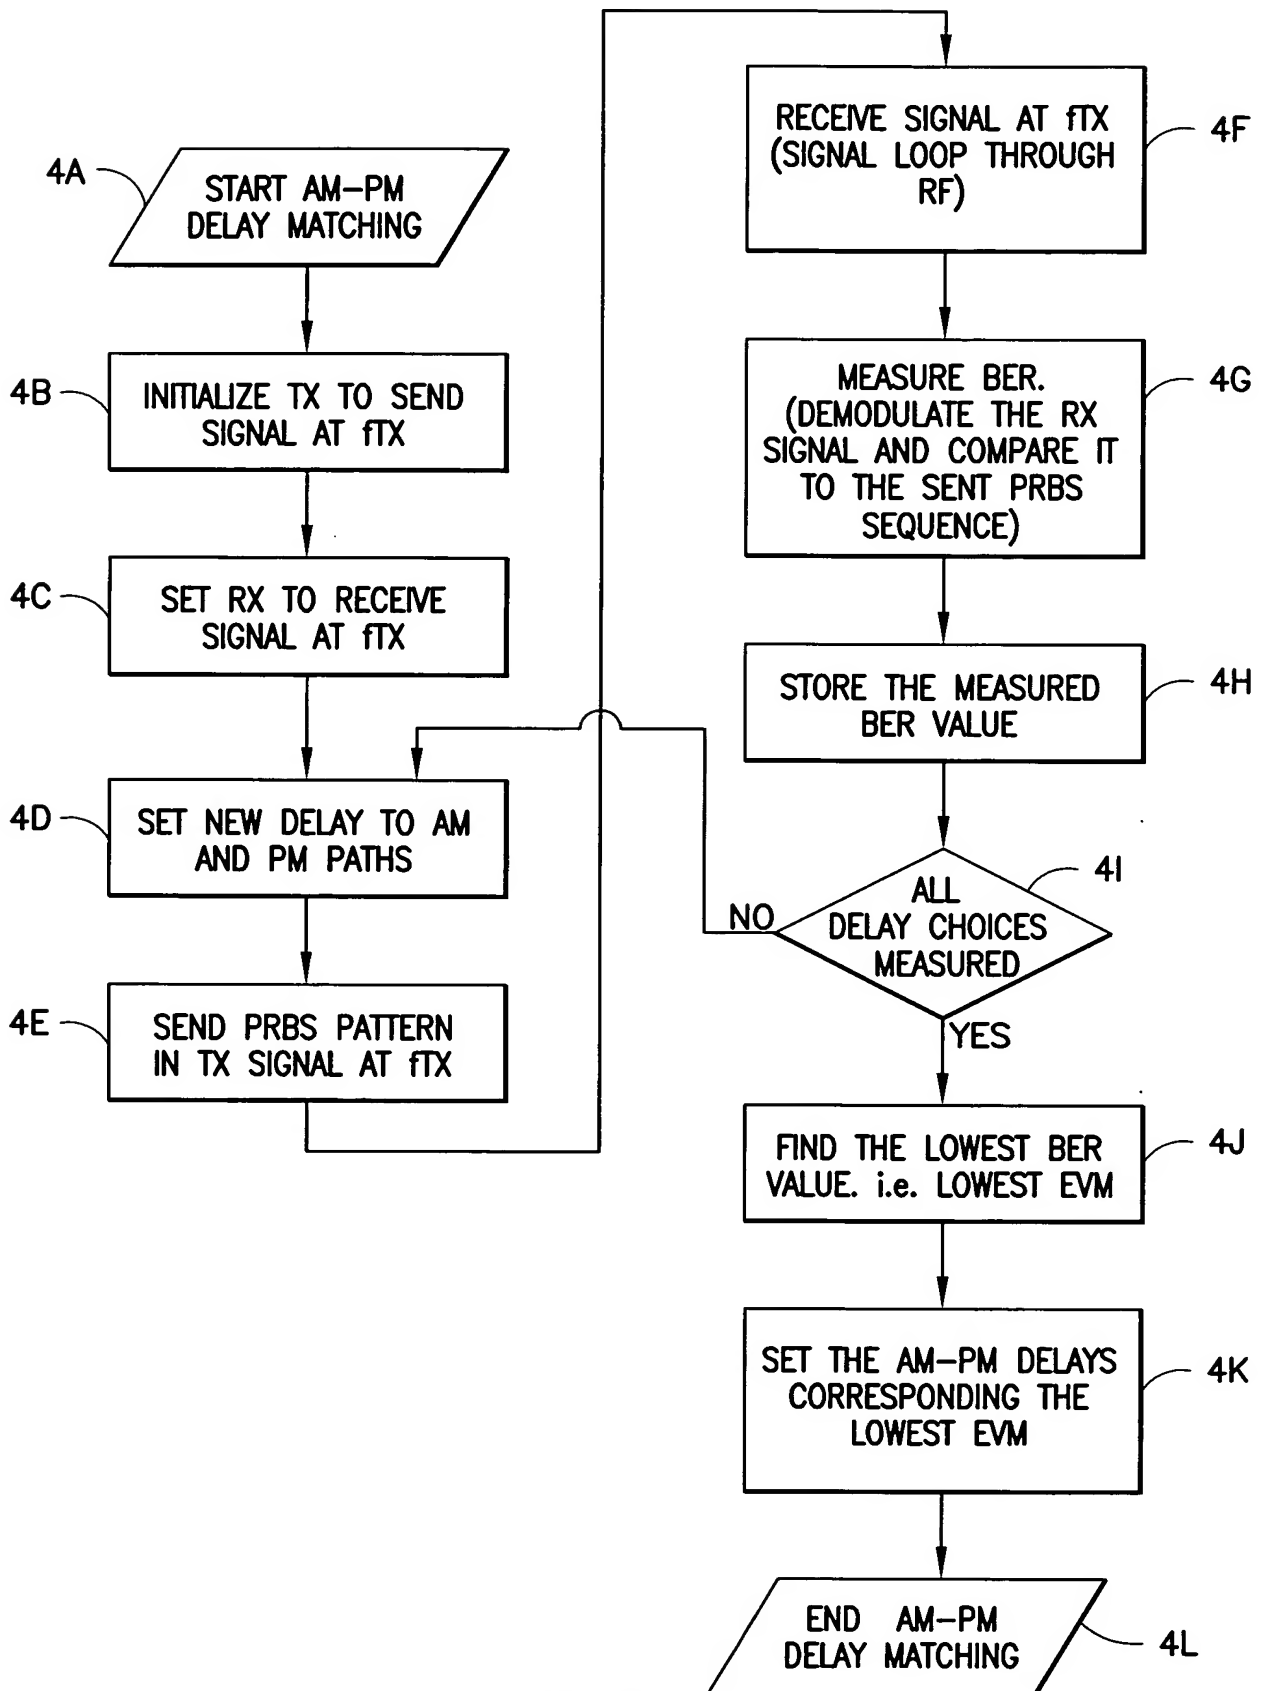 4A
START AM-PM
DELAY MATCHING
4B
INITIALIZE TX TO SEND
SIGNAL AT fTX
4C
SET RX TO RECEIVE
SIGNAL AT fTX
4D
SET NEW DELAY TO AM
AND PM PATHS
4E
SEND PRBS PATTERN
IN TX SIGNAL AT fTX
RECEIVE SIGNAL AT fTX
(SIGNAL LOOP THROUGH
RF)
4F
MEASURE BER.
(DEMODULATE THE RX
SIGNAL AND COMPARE IT
TO THE SENT PRBS
SEQUENCE)
4G
STORE THE MEASURED
BER VALUE
4H
ALL
DELAY CHOICES
MEASURED
4I
NO
YES
FIND THE LOWEST BER
VALUE. i.e. LOWEST EVM
4J
SET THE AM-PM DELAYS
CORRESPONDING THE
LOWEST EVM
4K
END AM-PM
DELAY MATCHING
4L